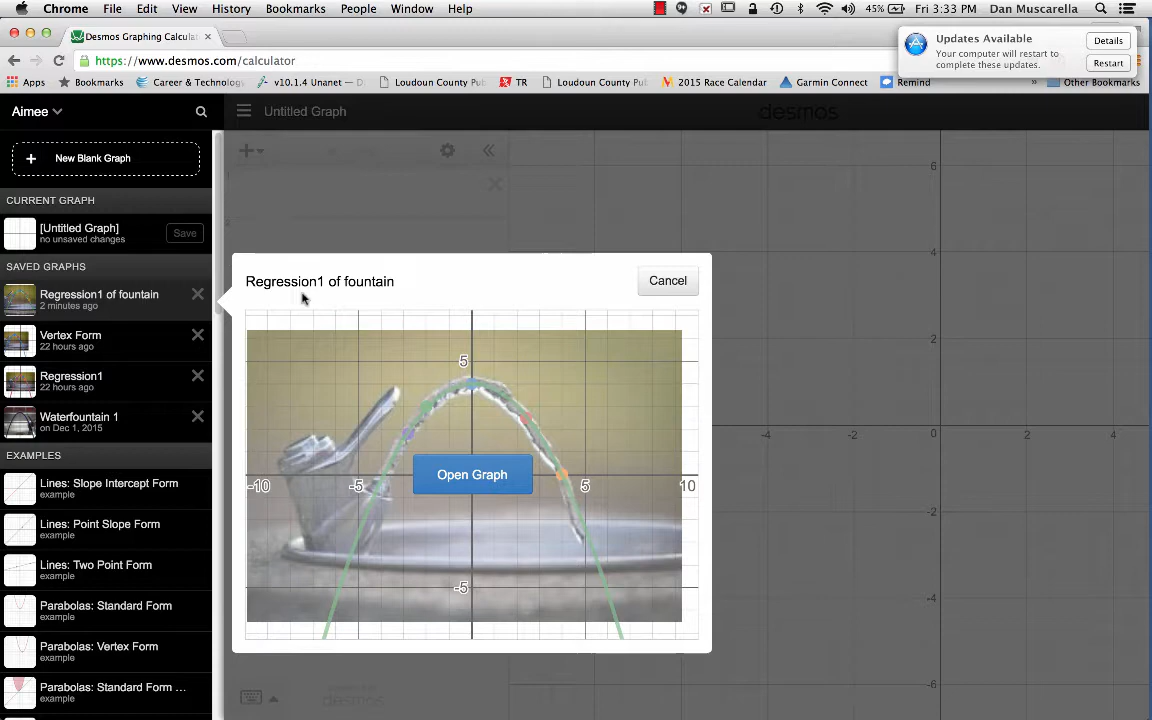 Chrome File Edit View History Bookmarks People Window Help 45% Fri 3:33 PM Dan Muscarella
Desmos Graphing Calculat ×
https://www.desmos.com/calculator
Updates Available
Your computer will restart to
complete these updates.
Details
Restart
Apps Bookmarks Career & Technology v10.1.4 Unanet — Loudoun County Pub TR Loudoun County Pub 2015 Race Calendar Garmin Connect Remind » Other Bookmarks
Aimee
Untitled Graph
desmos
+ New Blank Graph
CURRENT GRAPH
[Untitled Graph]
no unsaved changes
Save
SAVED GRAPHS
Regression1 of fountain
2 minutes ago
Vertex Form
22 hours ago
Regression1
22 hours ago
Waterfountain 1
on Dec 1, 2015
EXAMPLES
Lines: Slope Intercept Form
example
Lines: Point Slope Form
example
Lines: Two Point Form
example
Parabolas: Standard Form
example
Parabolas: Vertex Form
example
Parabolas: Standard Form ...
example
Regression1 of fountain
Cancel
5
Open Graph
-10 -5 5 10
-5
6
4
2
-4 -2 0 2 4
-2
-4
-6
desmos